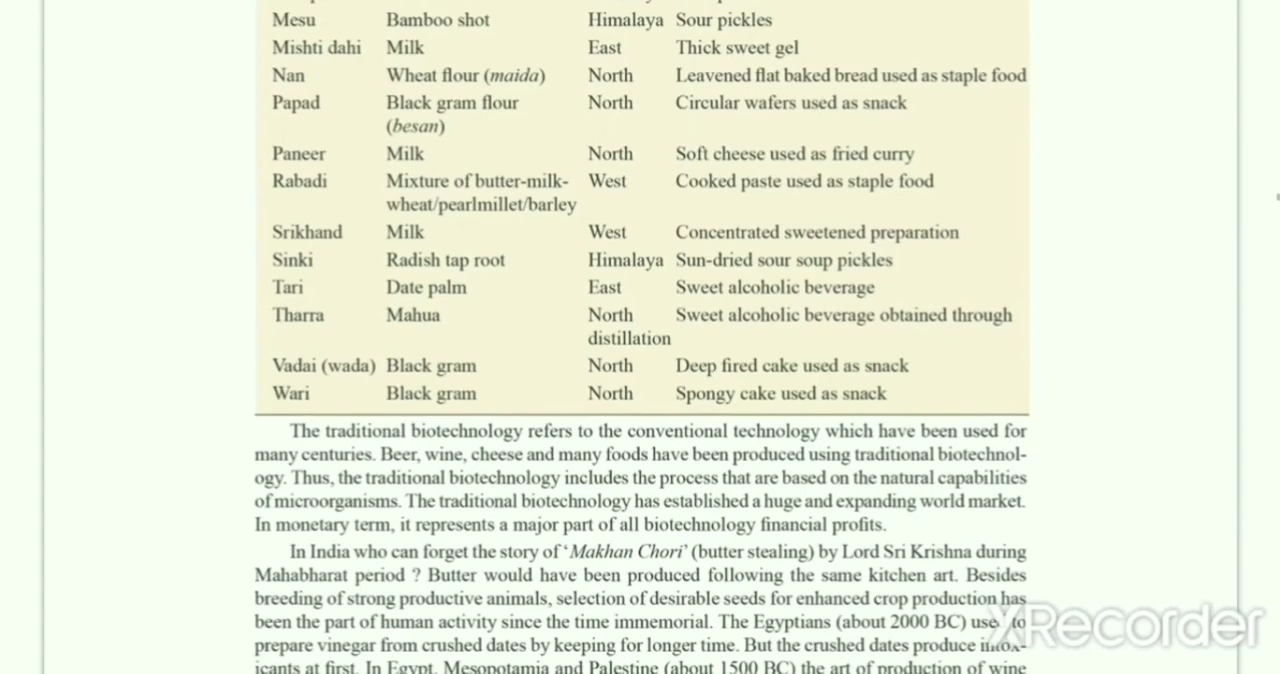 Mesu Bamboo shot Himalaya Sour pickles
Mishti dahi Milk East Thick sweet gel
Nan Wheat flour (maida) North Leavened flat baked bread used as staple food
Papad Black gram flour North Circular wafers used as snack
(besan)
Paneer Milk North Soft cheese used as fried curry
Rabadi Mixture of butter-milk- West Cooked paste used as staple food
wheat/pearlmillet/barley
Srikhand Milk West Concentrated sweetened preparation
Sinki Radish tap root Himalaya Sun-dried sour soup pickles
Tari Date palm East Sweet alcoholic beverage
Tharra Mahua North Sweet alcoholic beverage obtained through
distillation
Vadai (wada) Black gram North Deep fired cake used as snack
Wari Black gram North Spongy cake used as snack
The traditional biotechnology refers to the conventional technology which have been used for
many centuries. Beer, wine, cheese and many foods have been produced using traditional biotechnol-
ogy. Thus, the traditional biotechnology includes the process that are based on the natural capabilities
of microorganisms. The traditional biotechnology has established a huge and expanding world market.
In monetary term, it represents a major part of all biotechnology financial profits.
In India who can forget the story of ‘Makhan Chori’ (butter stealing) by Lord Sri Krishna during
Mahabharat period ? Butter would have been produced following the same kitchen art. Besides
breeding of strong productive animals, selection of desirable seeds for enhanced crop production has
been the part of human activity since the time immemorial. The Egyptians (about 2000 BC) use to
prepare vinegar from crushed dates by keeping for longer time. But the crushed dates produce intox-
icants at first. In Egypt, Mesopotamia and Palestine (about 1500 BC) the art of production of wine
XRecorder